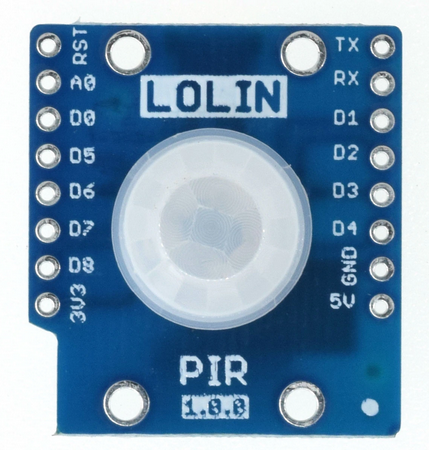 RST
A0
D0
D5
D6
D7
D8
3V3
LOLIN
PIR
1.0.0
TX
RX
D1
D2
D3
D4
GND
5V